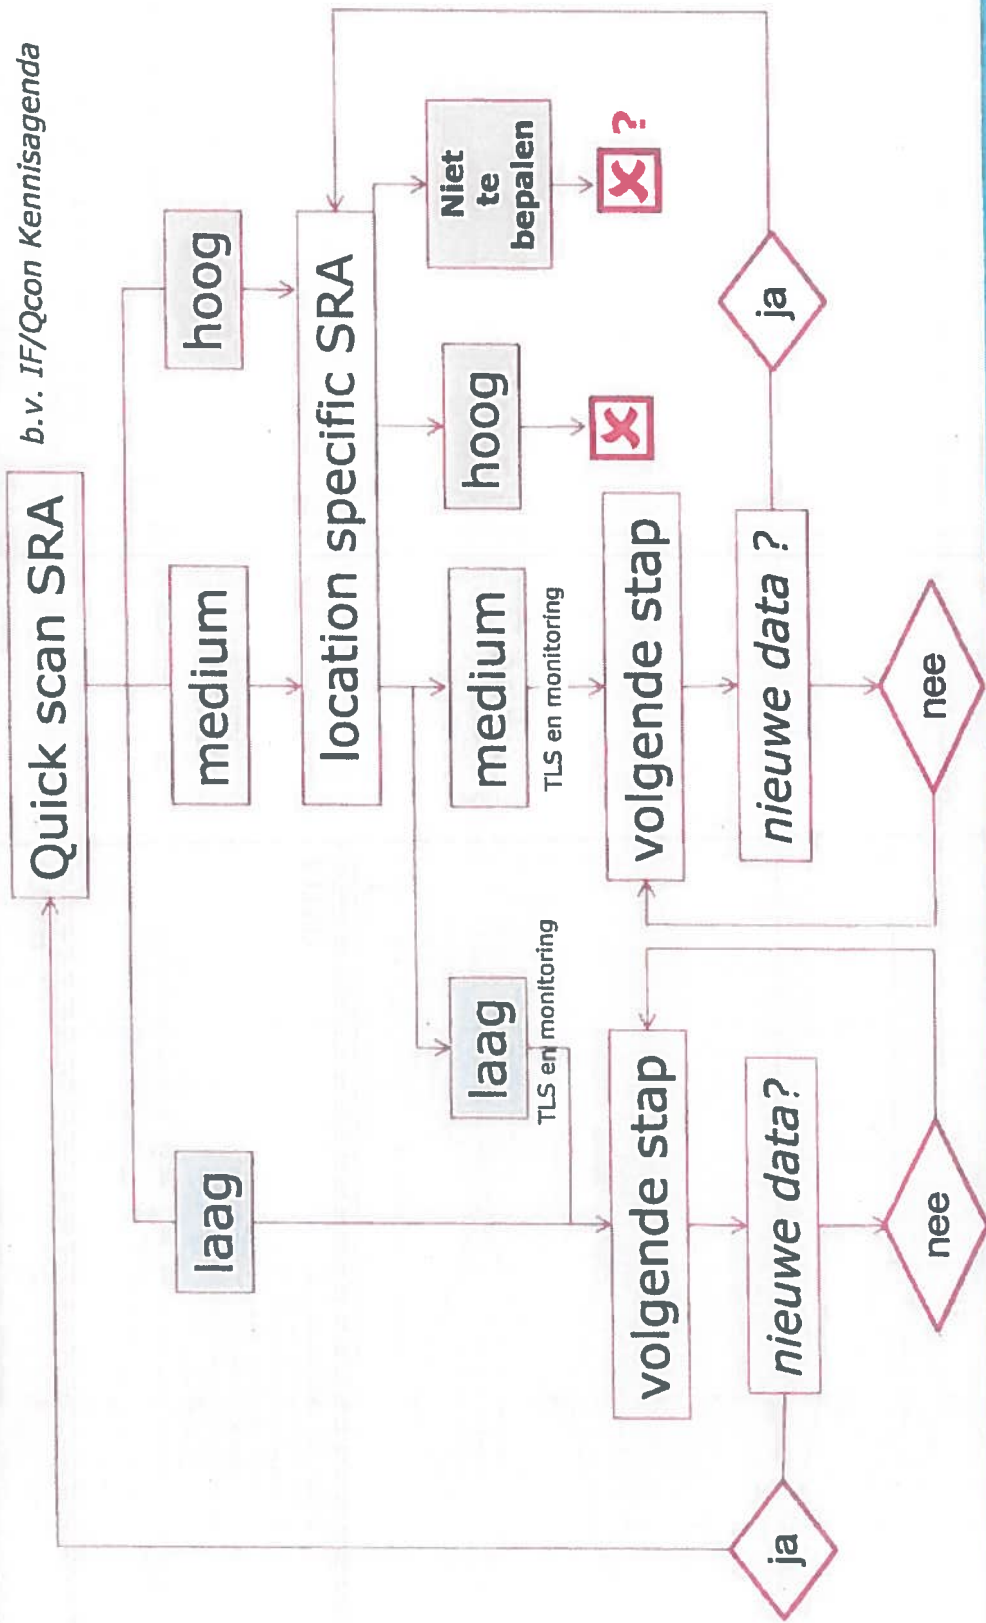 Quick scan SRA
b.v. IF/Qcon Kennisagenda
laag
medium
hoog
location specific SRA
laag
TLS en monitoring
medium
TLS en monitoring
hoog
Niet
te
bepalen
?
volgende stap
volgende stap
nieuwe data?
nieuwe data ?
ja
nee
nee
ja